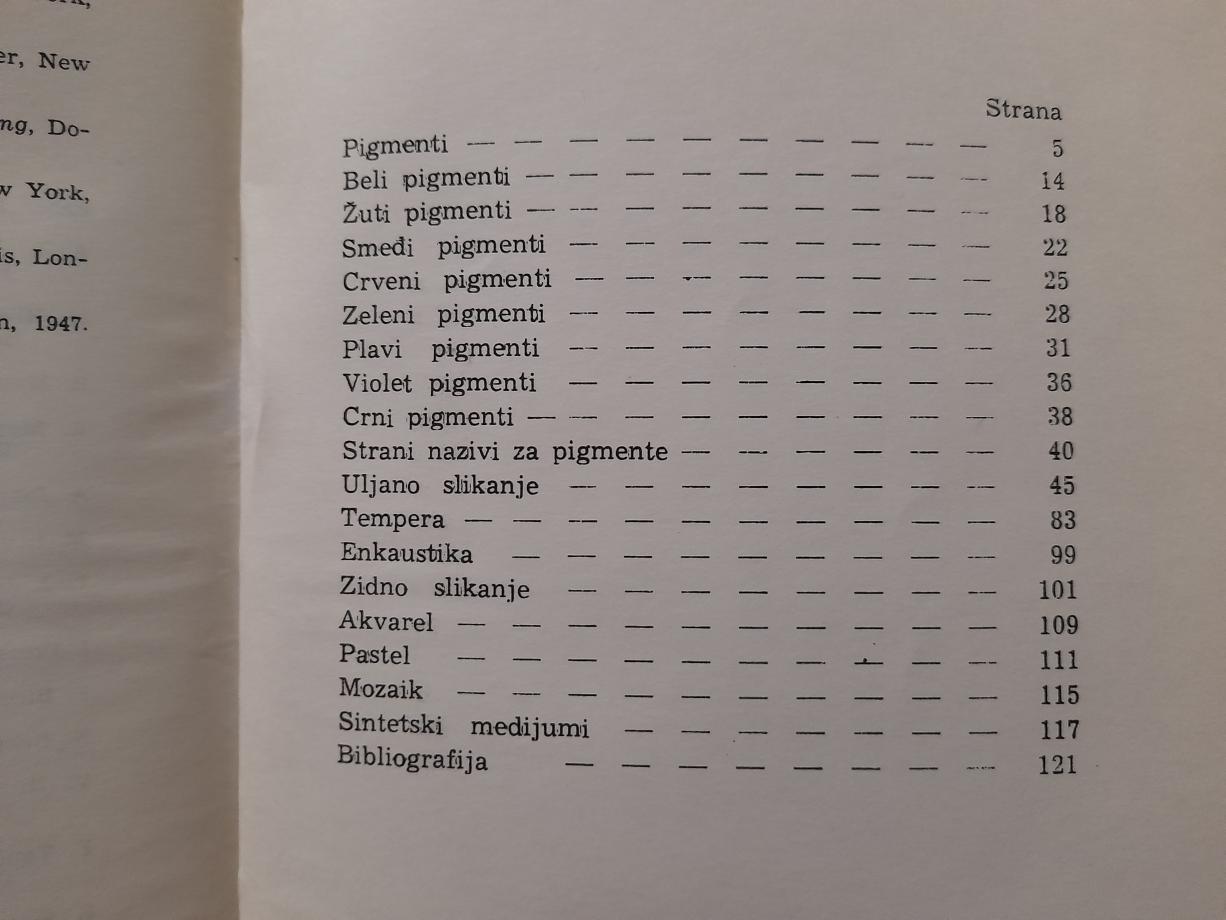 er, New
ng, Do-
w York,
is, Lon-
n, 1947.
Strana
Pigmenti — — — — — — — — — — 5
Beli pigmenti — — — — — — — — — 14
Žuti pigmenti — — — — — — — — — 18
Smeđi pigmenti — — — — — — — — 22
Crveni pigmenti — — — — — — — — 25
Zeleni pigmenti — — — — — — — — 28
Plavi pigmenti — — — — — — — — 31
Violet pigmenti — — — — — — — — 36
Crni pigmenti — — — — — — — — — 38
Strani nazivi za pigmente — — — — — — 40
Uljano slikanje — — — — — — — — 45
Tempera — — — — — — — — — — 83
Enkaustika — — — — — — — — — 99
Zidno slikanje — — — — — — — — 101
Akvarel — — — — — — — — — — 109
Pastel — — — — — — — — — — 111
Mozaik — — — — — — — — — — 115
Sintetski medijumi — — — — — — — 117
Bibliografija — — — — — — — — 121